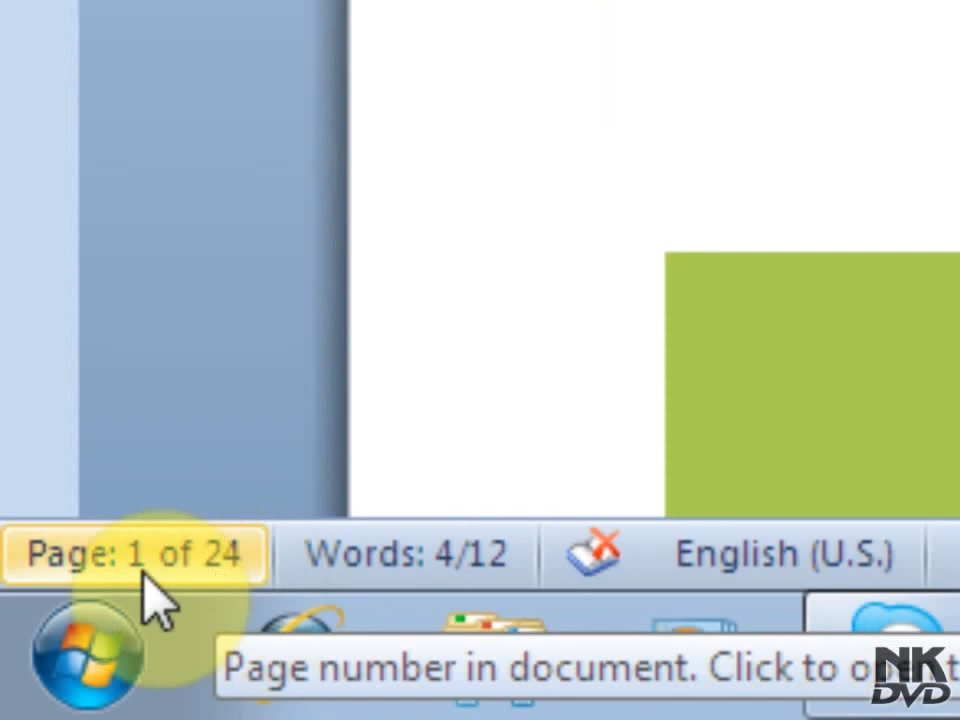 Page: 1 of 24 Words: 4/12 English (U.S.)
Page number in document. Click to
NK
DVD